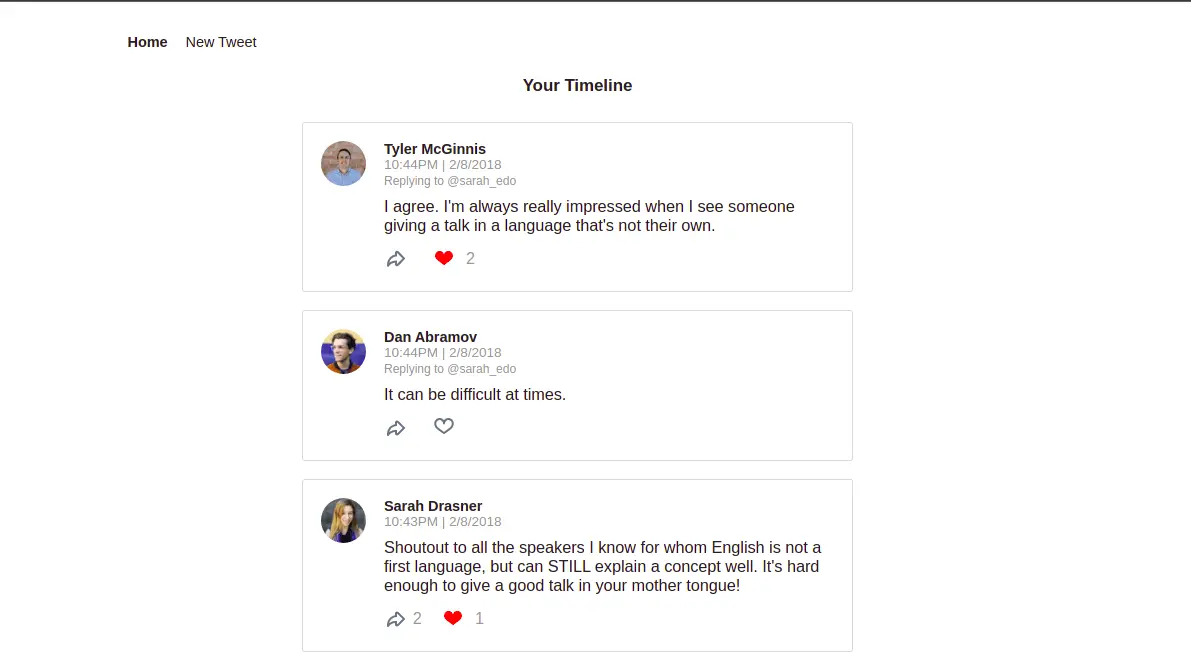 Home New Tweet
Your Timeline
Tyler McGinnis
10:44PM | 2/8/2018
Replying to @sarah_edo
I agree. I'm always really impressed when I see someone
giving a talk in a language that's not their own.
2
Dan Abramov
10:44PM | 2/8/2018
Replying to @sarah_edo
It can be difficult at times.
Sarah Drasner
10:43PM | 2/8/2018
Shoutout to all the speakers I know for whom English is not a
first language, but can STILL explain a concept well. It's hard
enough to give a good talk in your mother tongue!
2 1